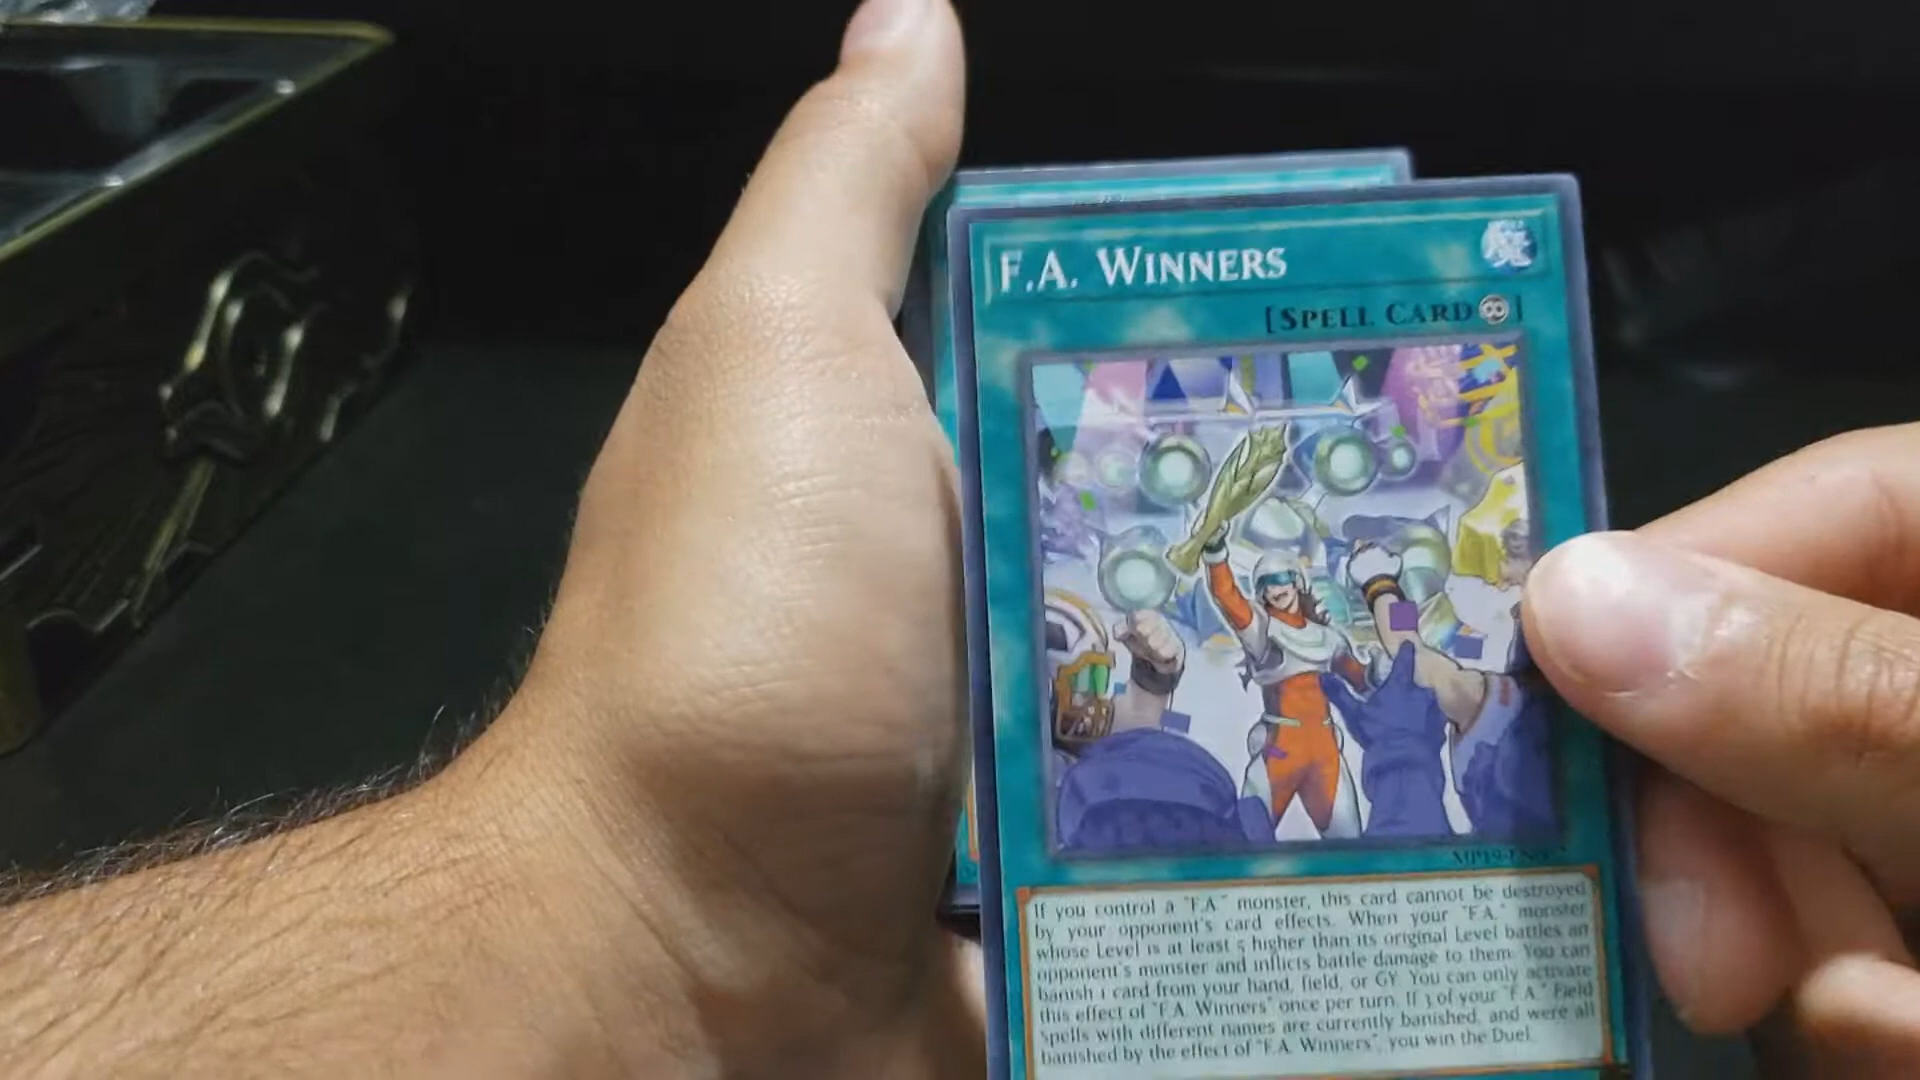 F.A. WINNERS
[SPELL CARD]
If you control a "F.A." monster, this card cannot be destroyed
by your opponent's card effects. When your "F.A." monster
whose Level is at least 5 higher than its original Level battles an
opponent's monster and inflicts battle damage to them: You can
banish 1 card from your hand, field, or GY. You can only activate
this effect of "F.A. Winners" once per turn. If 3 of your "F.A." Field
Spells with different names are currently banished, and were all
banished by the effect of "F.A. Winners", you win the Duel.